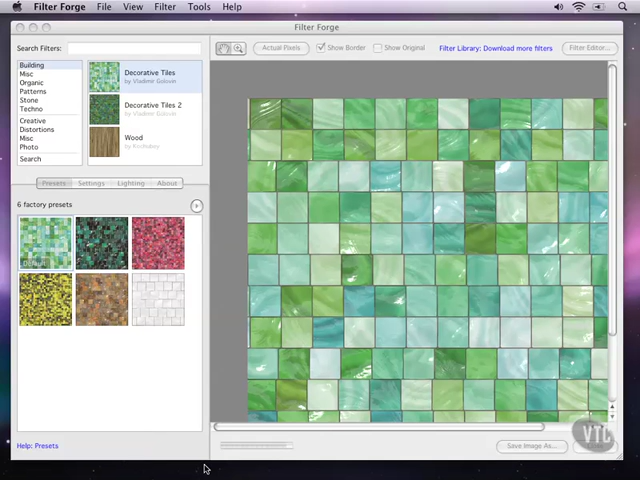 Filter Forge File View Filter Tools Help
Filter Forge
Search Filters:
Actual Pixels Show Border Show Original Filter Library: Download more filters Filter Editor...
Building
Misc
Organic
Patterns
Stone
Techno
Creative
Distortions
Misc
Photo
Search
Decorative Tiles
by Vladimir Golovin
Decorative Tiles 2
by Vladimir Golovin
Wood
Presets Settings Lighting About
6 factory presets
Default
Help: Presets
Save Image As...
VTC